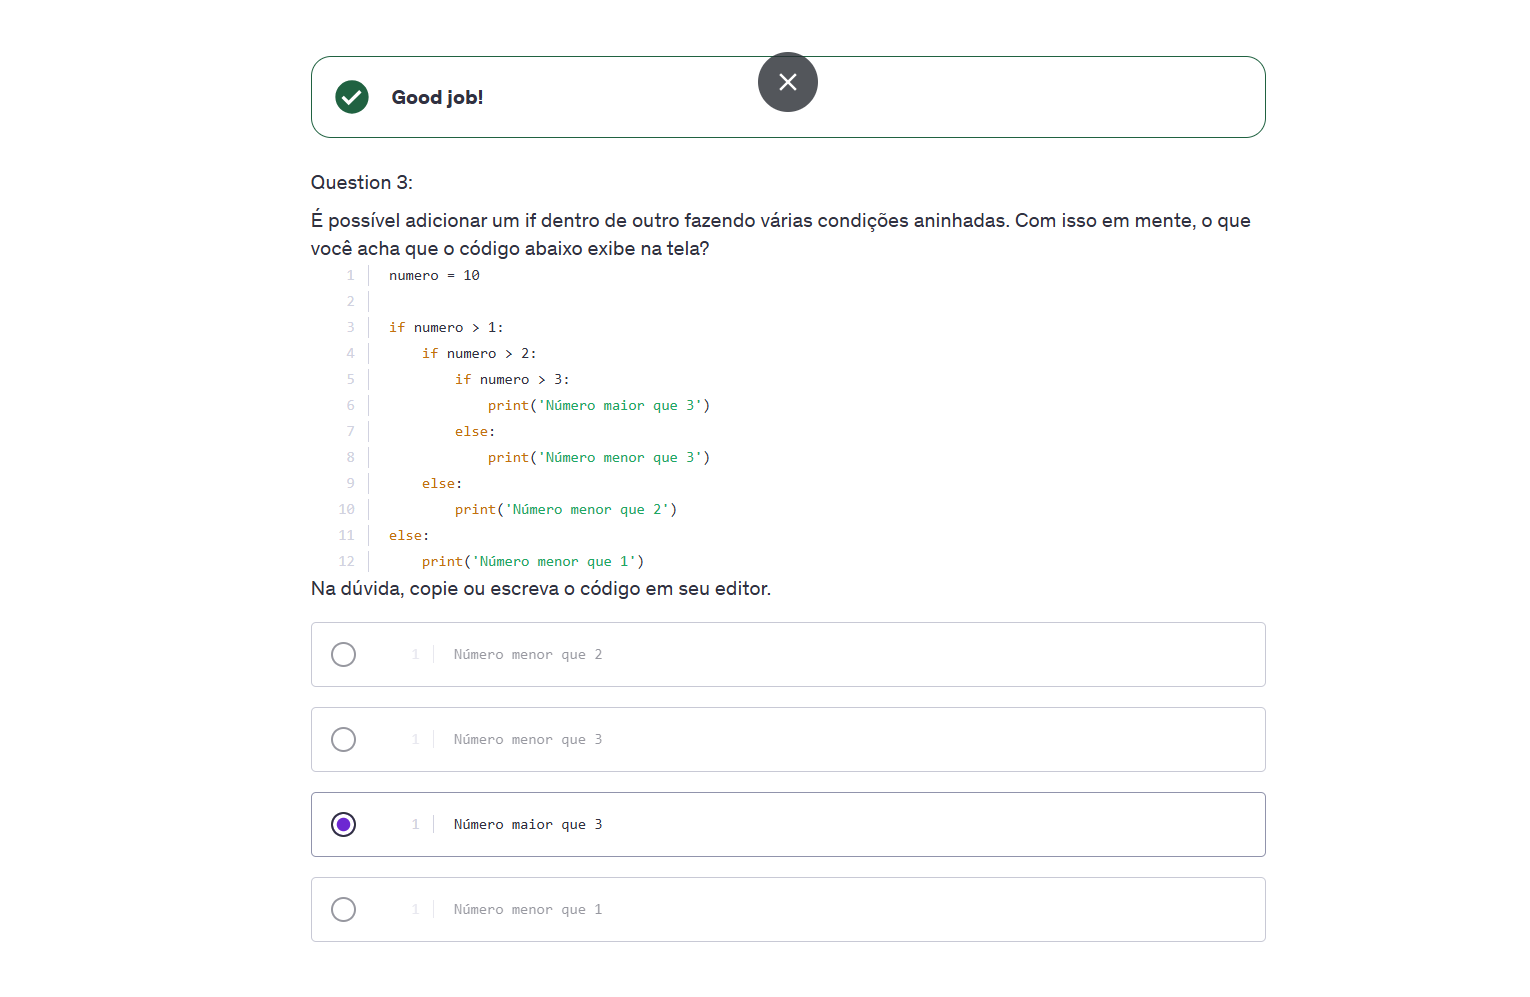 Good job!
Question 3:
É possível adicionar um if dentro de outro fazendo várias condições aninhadas. Com isso em mente, o que
você acha que o código abaixo exibe na tela?
1 numero = 10
2
3 if numero > 1:
4     if numero > 2:
5         if numero > 3:
6             print('Número maior que 3')
7         else:
8             print('Número menor que 3')
9     else:
10         print('Número menor que 2')
11 else:
12     print('Número menor que 1')
Na dúvida, copie ou escreva o código em seu editor.
1 Número menor que 2
1 Número menor que 3
1 Número maior que 3
1 Número menor que 1